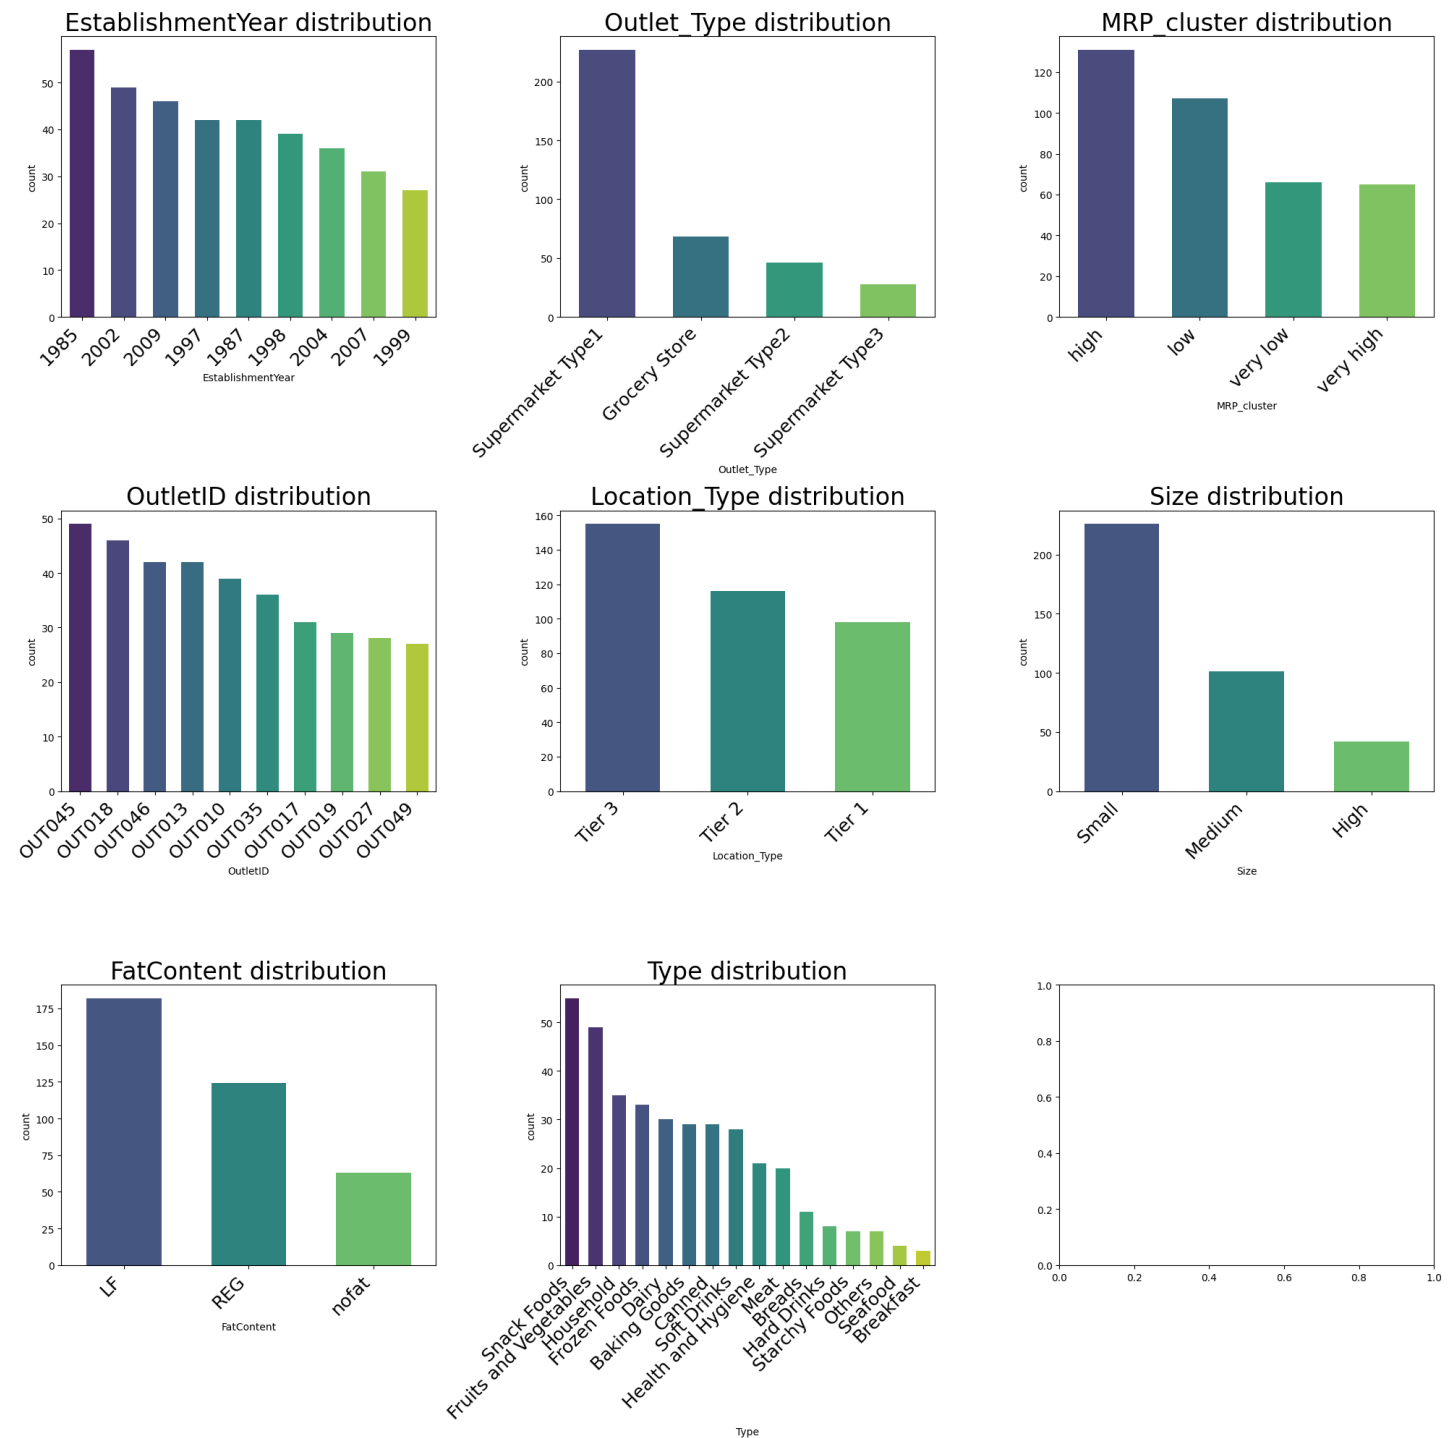 EstablishmentYear distribution
count
50
40
30
20
10
0
1985
2002
2009
1997
1987
1998
2004
2007
1999
EstablishmentYear
Outlet_Type distribution
count
200
150
100
50
0
Supermarket Type1
Grocery Store
Supermarket Type2
Supermarket Type3
Outlet_Type
MRP_cluster distribution
count
120
100
80
60
40
20
0
high
low
very low
very high
MRP_cluster
OutletID distribution
count
50
40
30
20
10
0
OUT045
OUT018
OUT046
OUT013
OUT010
OUT035
OUT017
OUT019
OUT027
OUT049
OutletID
Location_Type distribution
count
160
140
120
100
80
60
40
20
0
Tier 3
Tier 2
Tier 1
Location_Type
Size distribution
count
200
150
100
50
0
Small
Medium
High
Size
FatContent distribution
count
175
150
125
100
75
50
25
0
LF
REG
nofat
FatContent
Type distribution
count
50
40
30
20
10
0
Snack Foods
Fruits and Vegetables
Household
Frozen Foods
Dairy
Baking Goods
Canned
Soft Drinks
Health and Hygiene
Meat
Breads
Hard Drinks
Starchy Foods
Others
Seafood
Breakfast
Type
1.0
0.8
0.6
0.4
0.2
0.0
0.0
0.2
0.4
0.6
0.8
1.0